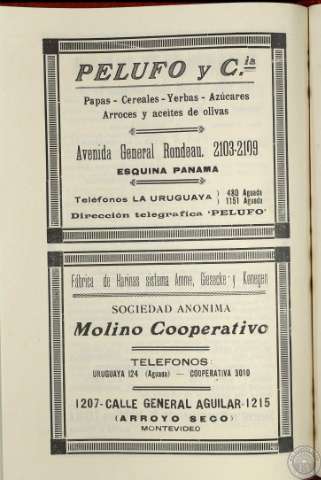 PELUFO y C.ia
Papas - Cereales - Yerbas - Azúcares
Arroces y aceites de olivas
Avenida General Rondeau, 2103-2109
ESQUINA PANAMA
Teléfonos LA URUGUAYA } 480 Aguada
1151 Aguada
Dirección telegrafica 'PELUFO'
Fábrica de Harinas sistema Amme, Giesecke y Konegen
SOCIEDAD ANONIMA
Molino Cooperativo
TELEFONOS:
URUGUAYA 124 (Aguada) — COOPERATIVA 3010
1207-CALLE GENERAL AGUILAR-1215
(ARROYO SECO)
MONTEVIDEO